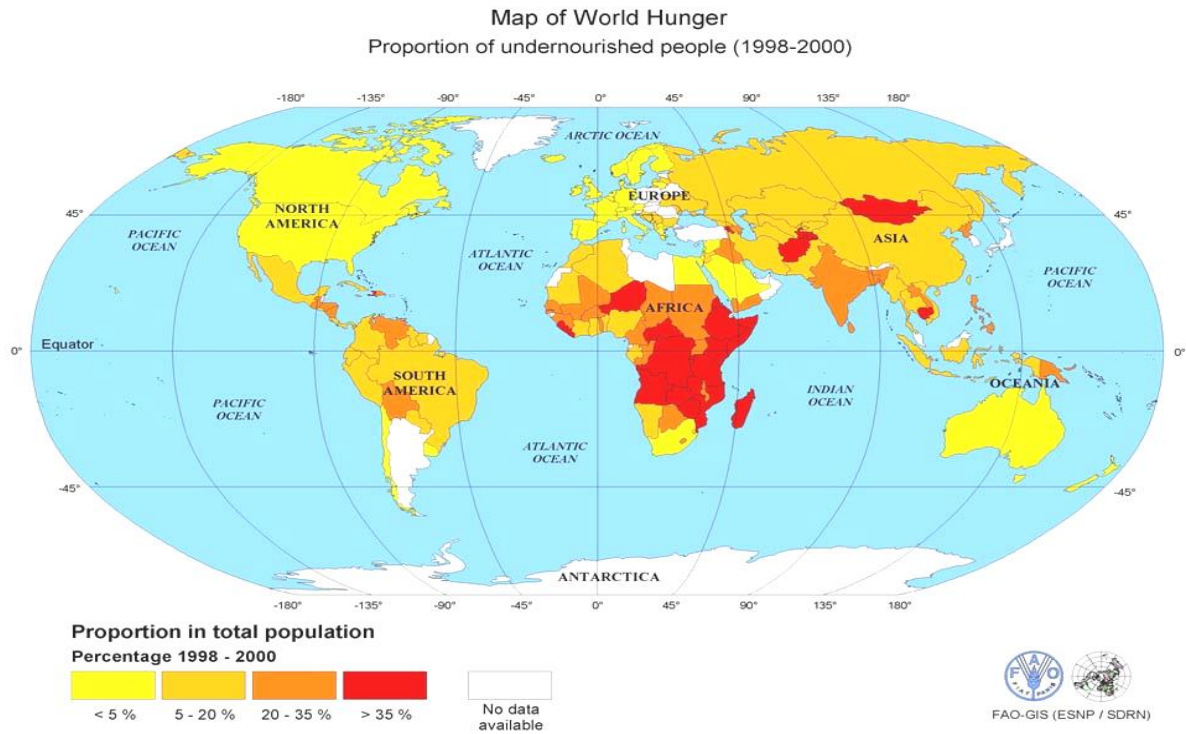 Map of World Hunger
Proportion of undernourished people (1998-2000)
-180° -135° -90° -45° 0° 45° 90° 135° 180°
ARCTIC OCEAN
EUROPE
45° 45°
NORTH
AMERICA
PACIFIC
OCEAN
ATLANTIC
OCEAN
ASIA
PACIFIC
OCEAN
AFRICA
0° Equator 0°
SOUTH
AMERICA
PACIFIC
OCEAN
INDIAN
OCEAN
OCEANIA
ATLANTIC
OCEAN
-45° -45°
ANTARCTICA
-180° -135° -90° -45° 0° 45° 90° 135° 180°
Proportion in total population
Percentage 1998 - 2000
< 5 % 5 - 20 % 20 - 35 % > 35 %
No data
available
F A O
FIAT PANIS
FAO-GIS (ESNP / SDRN)